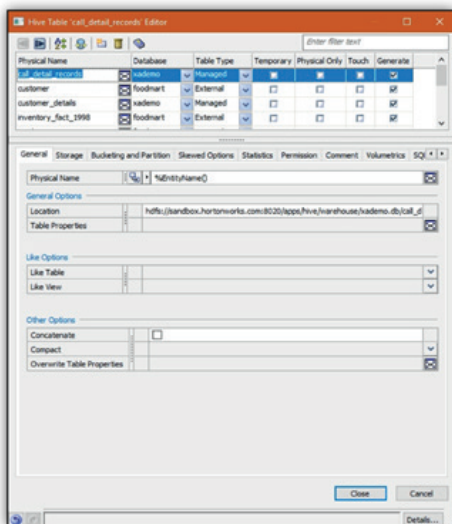 Hive Table 'call_detail_records' Editor
Enter filter text
Physical Name Database Table Type Temporary Physical Only Touch Generate
call_detail_records xademo Managed
customer foodmart External
customer_details xademo Managed
inventory_fact_1998 foodmart External
General Storage Bucketing and Partition Skewed Options Statistics Permission Comment Volumetrics SQ
Physical Name %EntityName()
General Options
Location hdfs://sandbox.hortonworks.com:8020/apps/hive/warehouse/xademo.db/call_d
Table Properties
Like Options
Like Table
Like View
Other Options
Concatenate
Compact
Overwrite Table Properties
Close Cancel
Details...